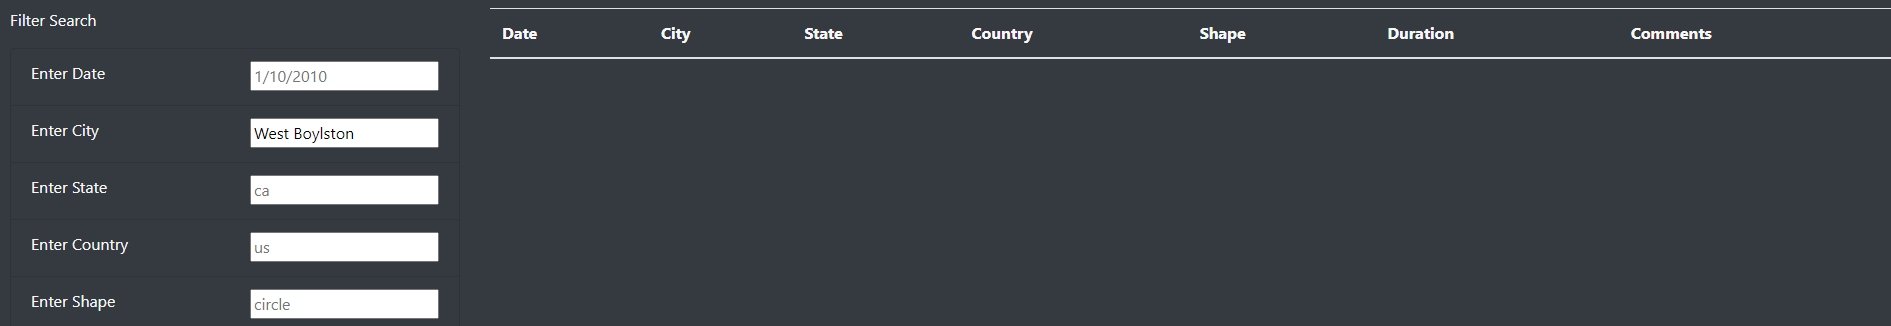 Filter Search
Date City State Country Shape Duration Comments
Enter Date 1/10/2010
Enter City West Boylston
Enter State ca
Enter Country us
Enter Shape circle